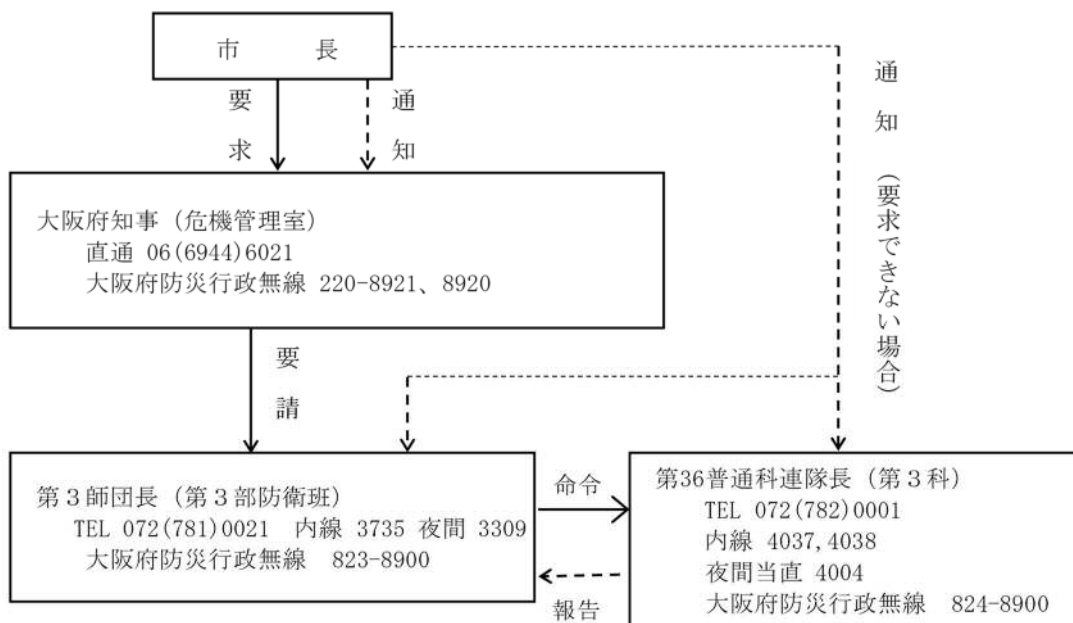 市　　長
要求
通知
通知　（要求できない場合）
大阪府知事（危機管理室）
直通 06(6944)6021
大阪府防災行政無線 220-8921、8920
要請
第３師団長（第３部防衛班）
TEL 072(781)0021　内線 3735 夜間 3309
大阪府防災行政無線　823-8900
命令
報告
第36普通科連隊長（第３科）
TEL 072(782)0001
内線 4037,4038
夜間当直 4004
大阪府防災行政無線　824-8900